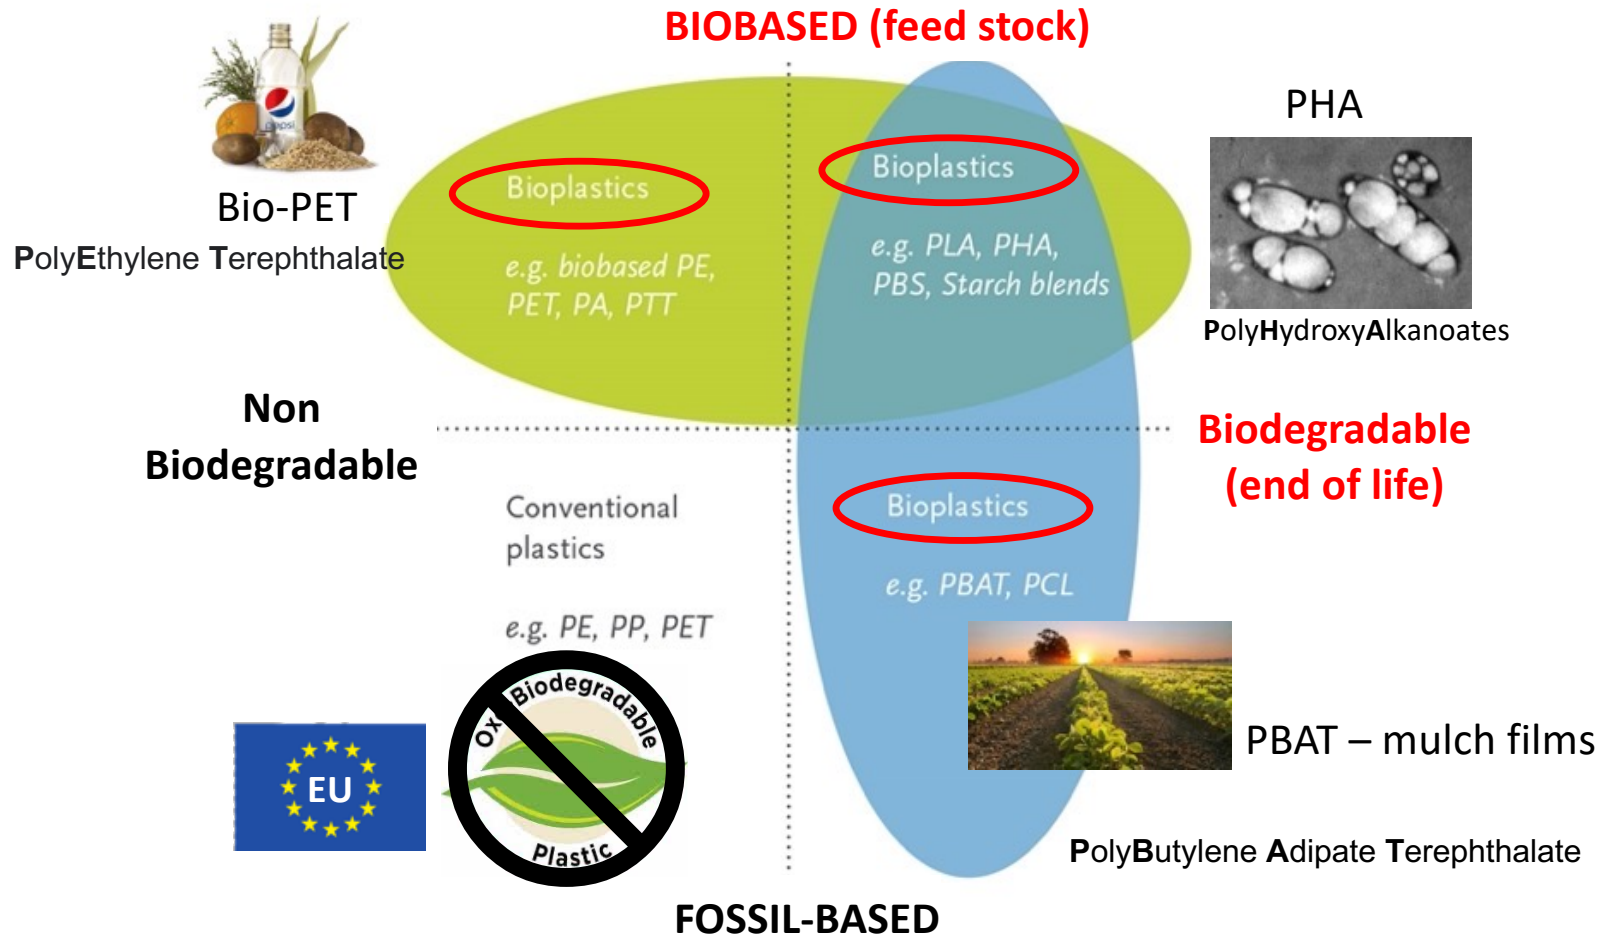 BIOBASED (feed stock)
pepsi
Bio-PET
PolyEthylene Terephthalate
Bioplastics
e.g. biobased PE,
PET, PA, PTT
Bioplastics
e.g. PLA, PHA,
PBS, Starch blends
PHA
PolyHydroxyAlkanoates
Non
Biodegradable
Biodegradable
(end of life)
Conventional
plastics
e.g. PE, PP, PET
Bioplastics
e.g. PBAT, PCL
EU
Biodegradable
Plastic
PBAT – mulch films
PolyButylene Adipate Terephthalate
FOSSIL-BASED